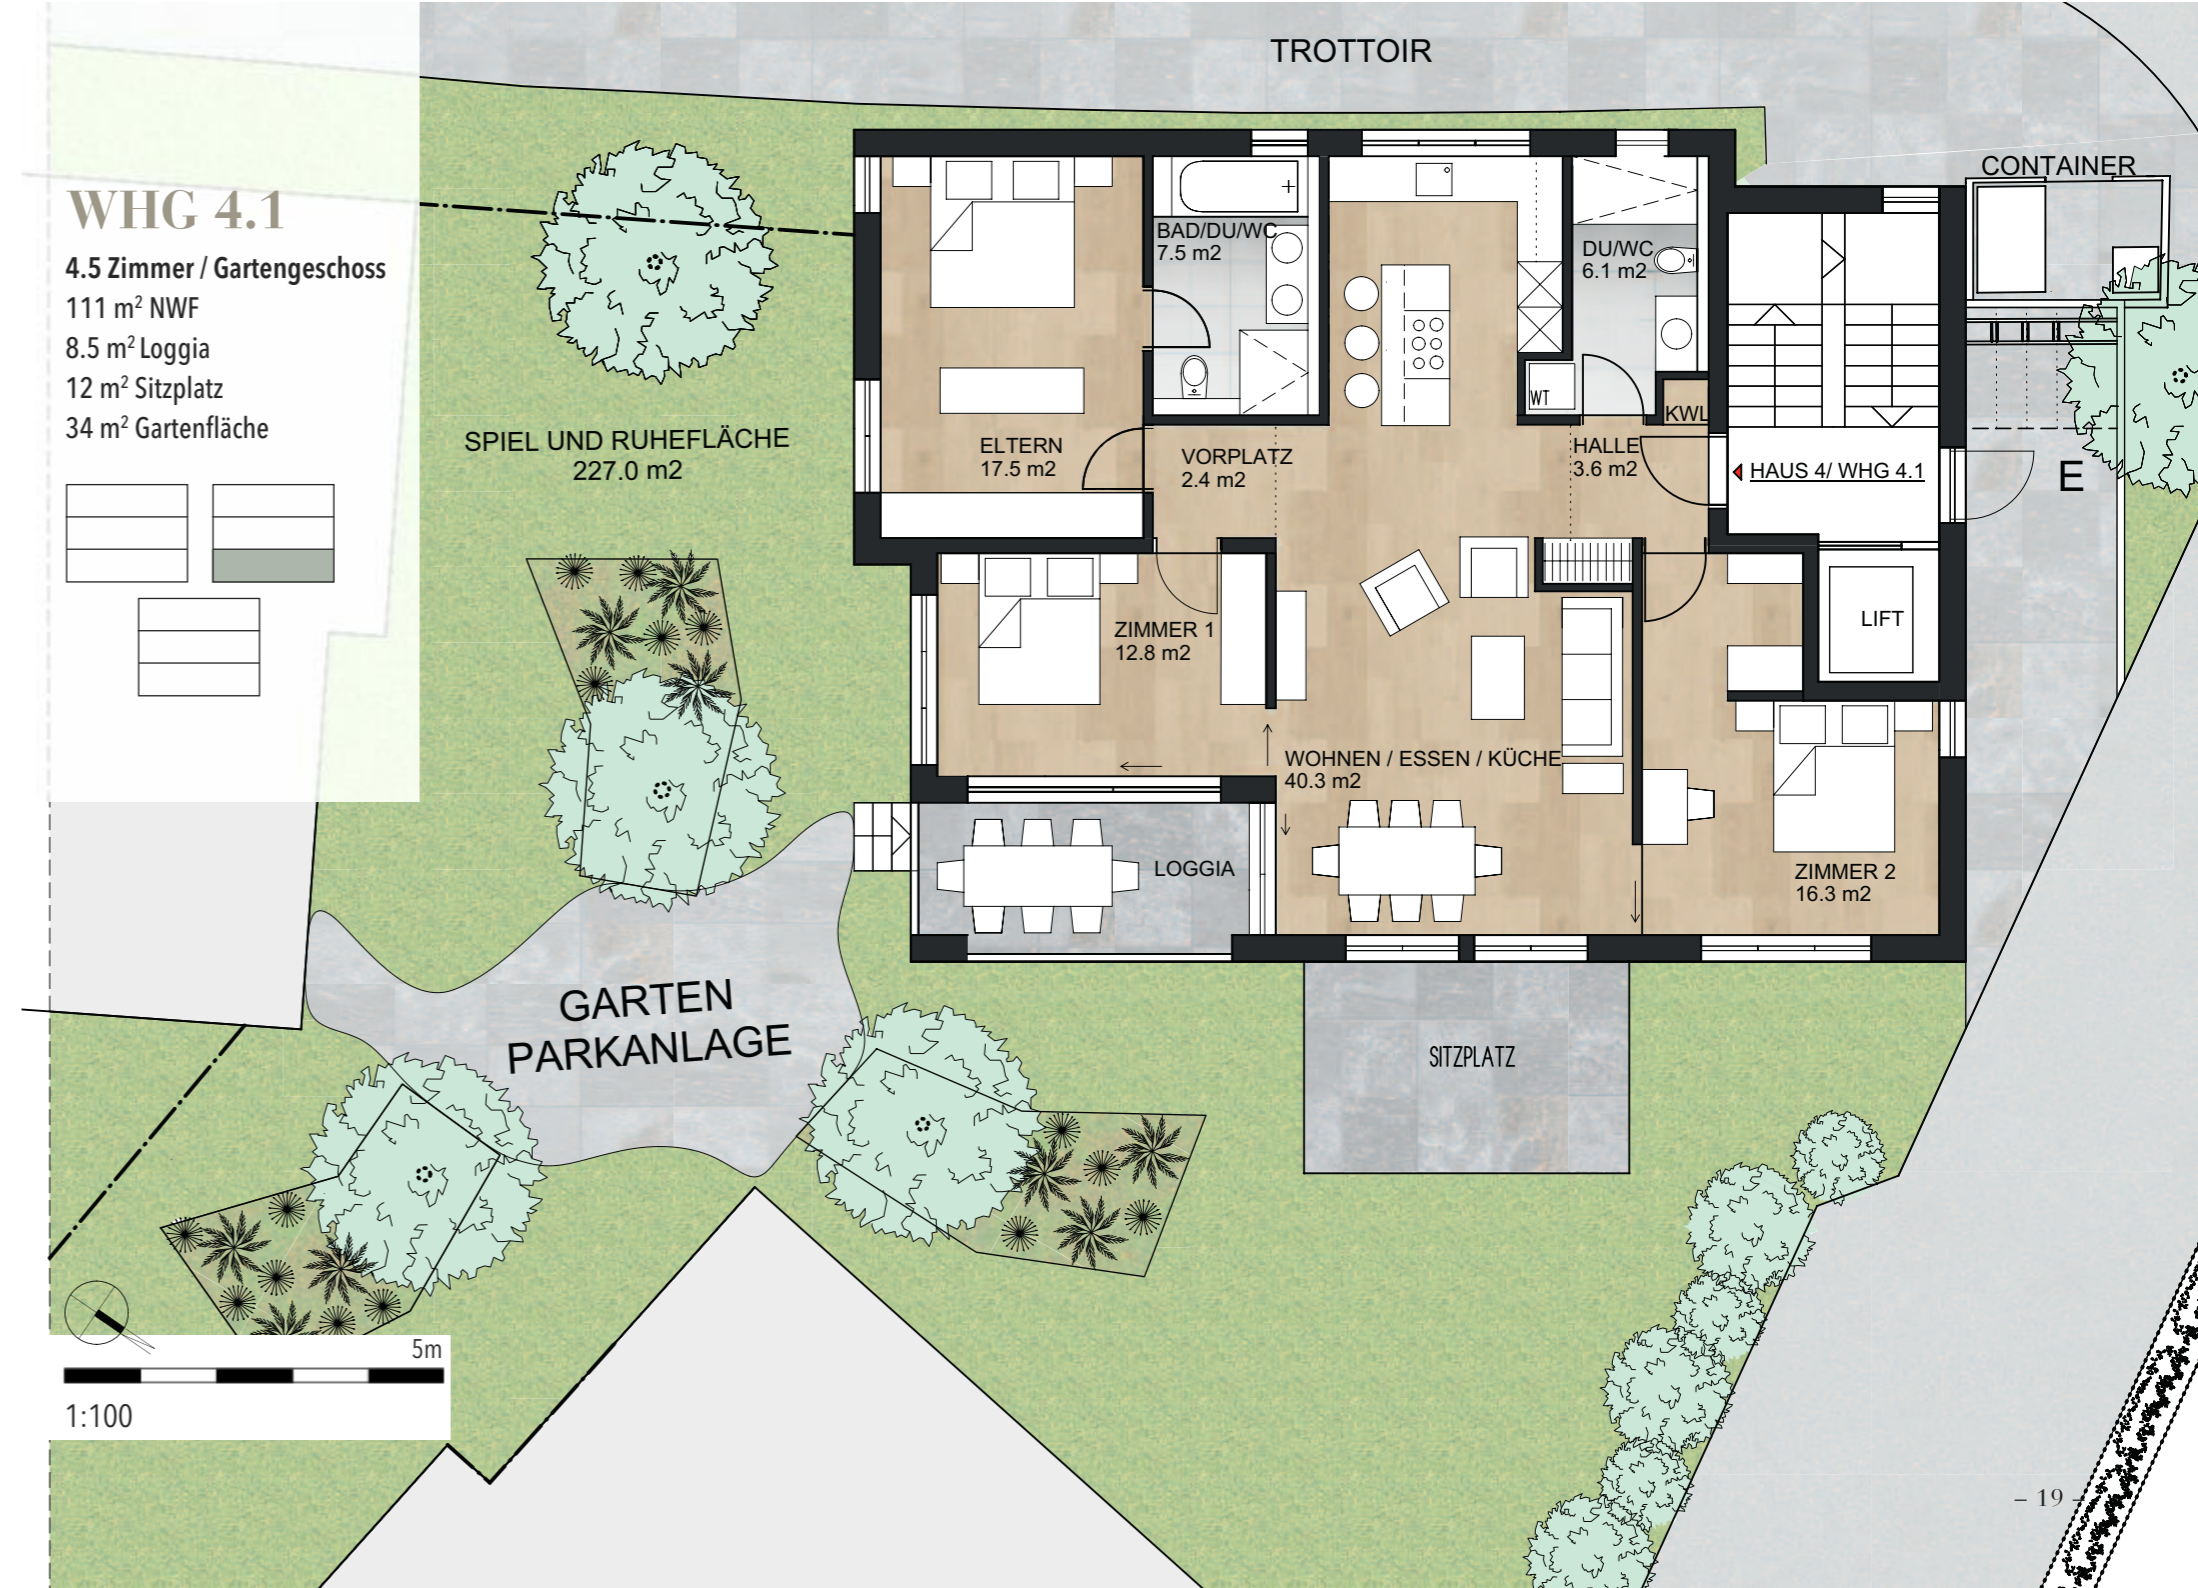 TROTTOIR
CONTAINER
WHG 4.1
4.5 Zimmer / Gartengeschoss
111 m² NWF
8.5 m² Loggia
12 m² Sitzplatz
34 m² Gartenfläche
SPIEL UND RUHEFLÄCHE
227.0 m2
BAD/DU/WC
7.5 m2
DU/WC
6.1 m2
WT
KWL
ELTERN
17.5 m2
VORPLATZ
2.4 m2
HALLE
3.6 m2
HAUS 4/ WHG 4.1
E
LIFT
ZIMMER 1
12.8 m2
WOHNEN / ESSEN / KÜCHE
40.3 m2
LOGGIA
ZIMMER 2
16.3 m2
GARTEN
PARKANLAGE
SITZPLATZ
5m
1:100
– 19 –